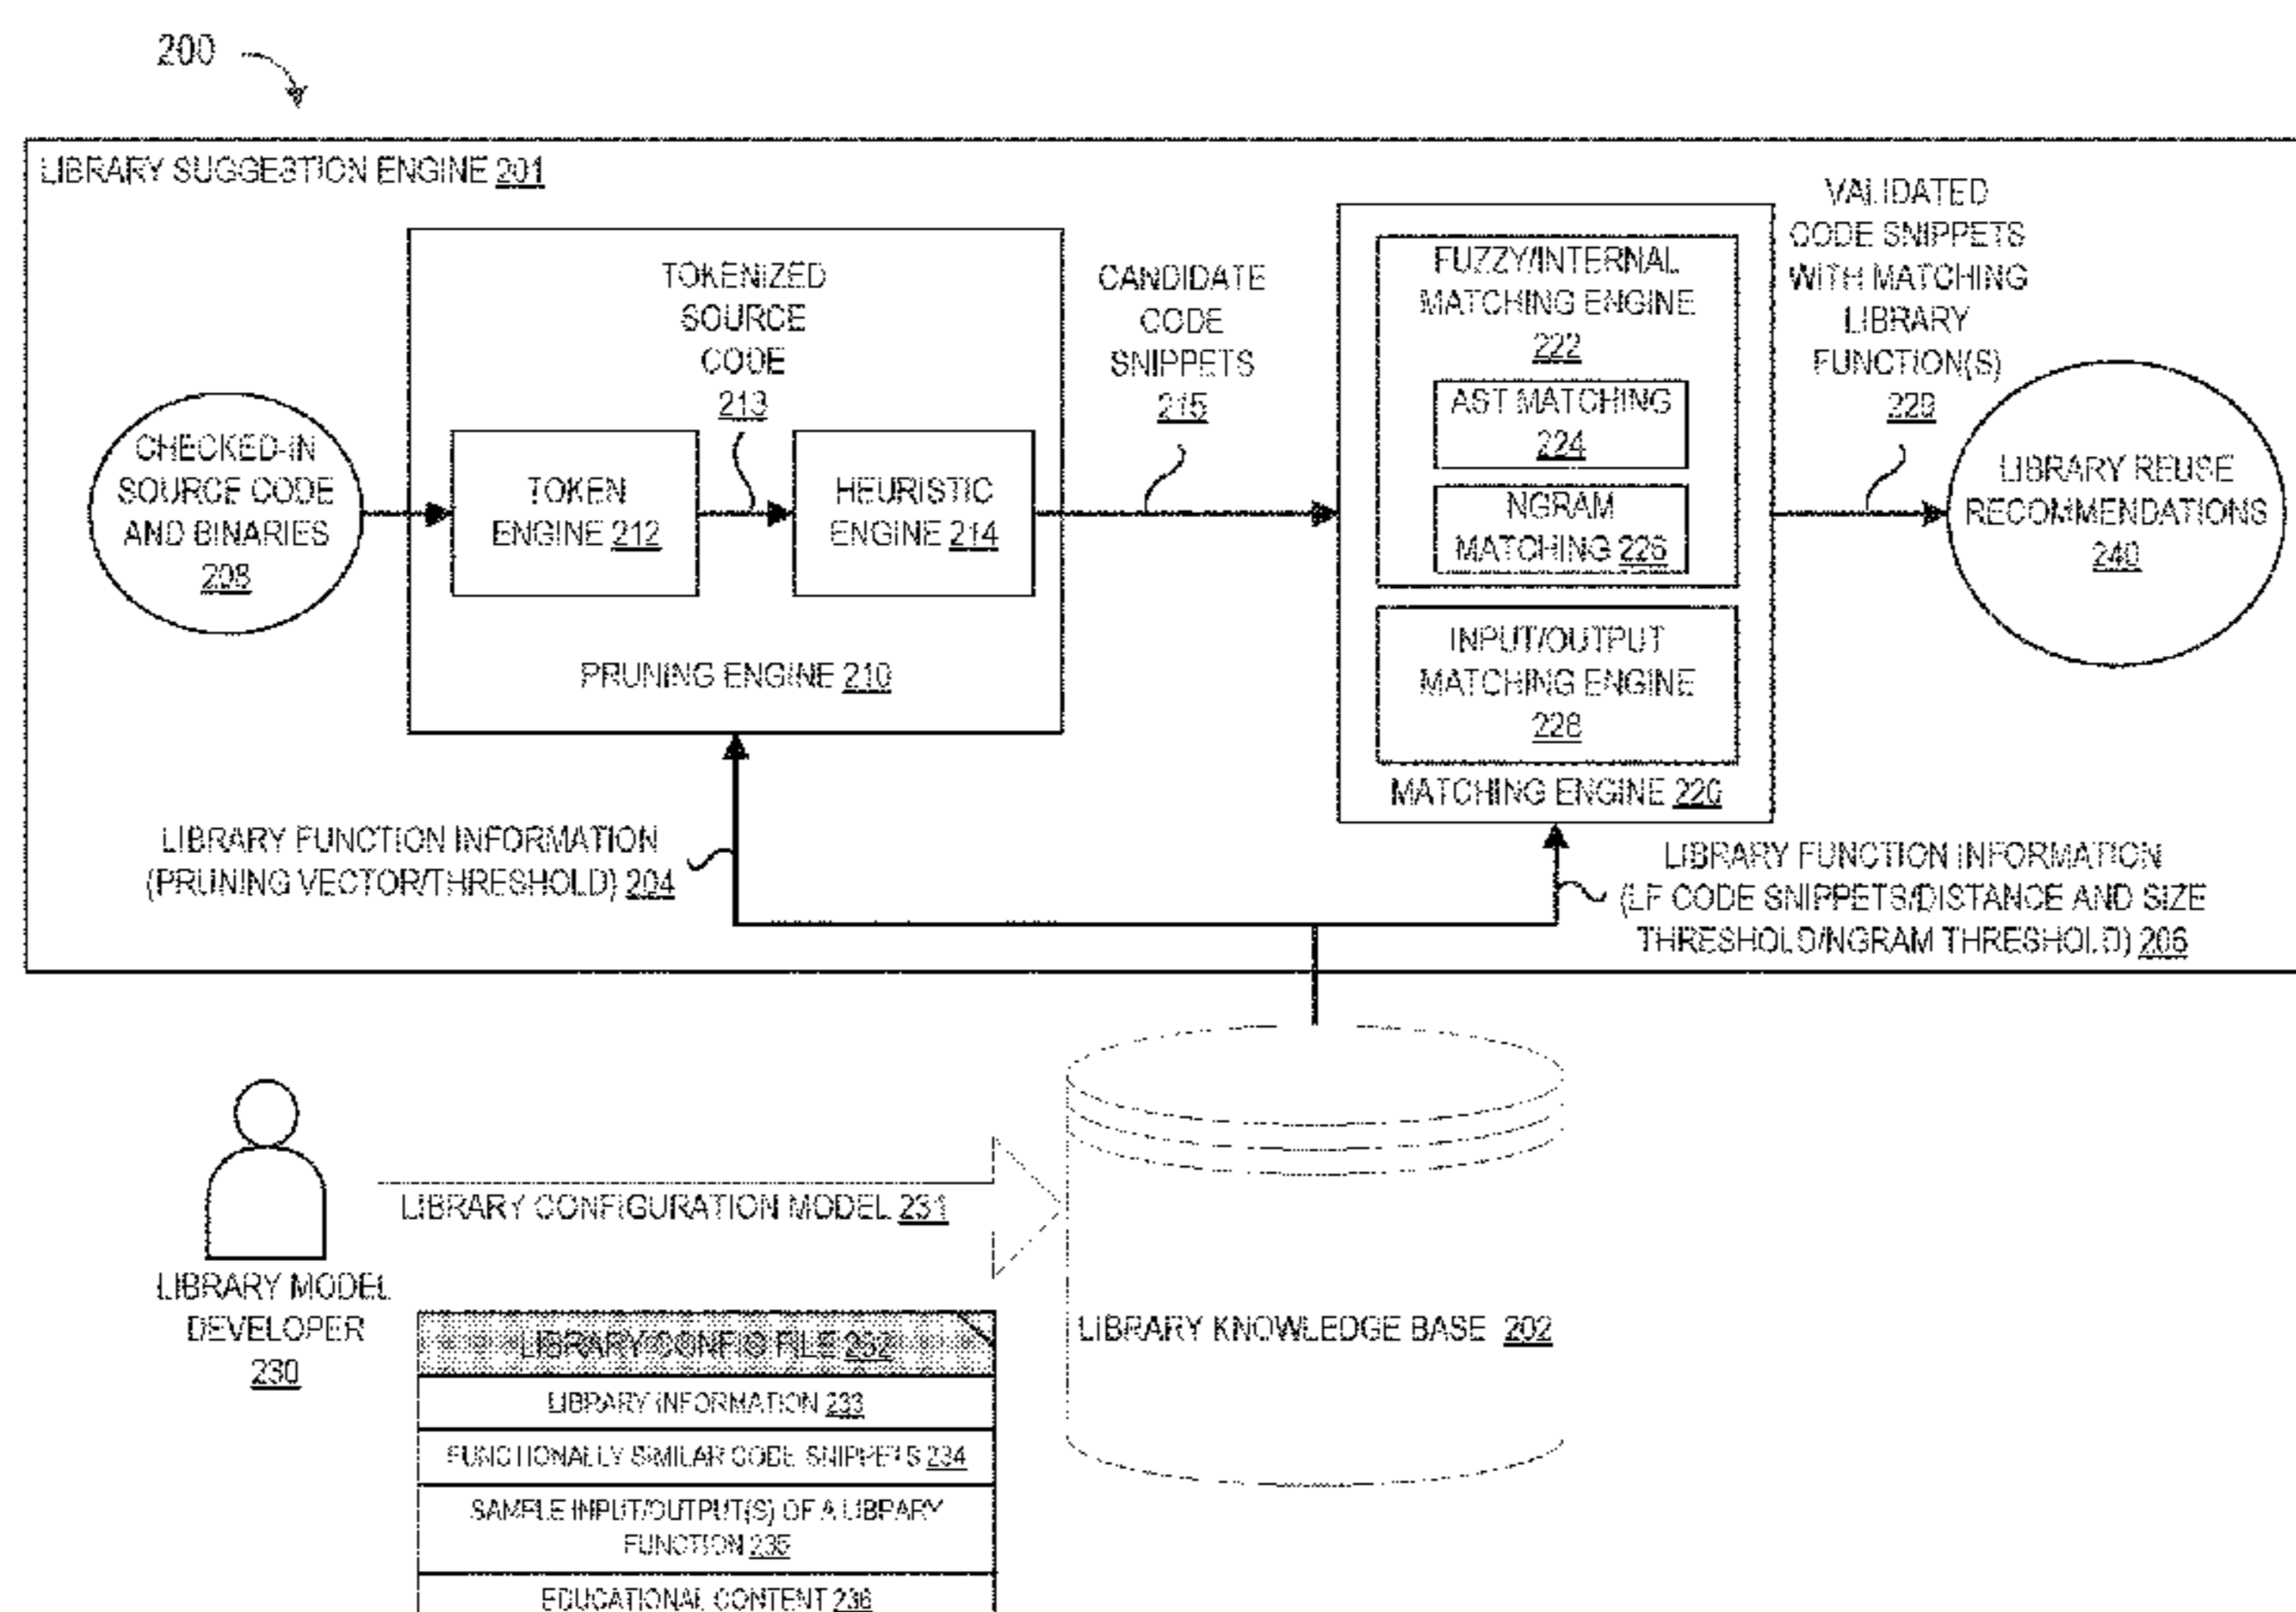 200
LIBRARY SUGGESTION ENGINE 201
CHECKED-IN
SOURCE CODE
AND BINARIES
208
TOKENIZED
SOURCE
CODE
213
TOKEN
ENGINE 212
HEURISTIC
ENGINE 214
PRUNING ENGINE 210
CANDIDATE
CODE
SNIPPETS
215
FUZZY/INTERNAL
MATCHING ENGINE
222
AST MATCHING
224
NGRAM
MATCHING 226
INPUT/OUTPUT
MATCHING ENGINE
228
MATCHING ENGINE 220
VALIDATED
CODE SNIPPETS
WITH MATCHING
LIBRARY
FUNCTION(S)
229
LIBRARY REUSE
RECOMMENDATIONS
240
LIBRARY FUNCTION INFORMATION
(PRUNING VECTOR/THRESHOLD) 204
LIBRARY FUNCTION INFORMATION
(LF CODE SNIPPETS/DISTANCE AND SIZE
THRESHOLD/NGRAM THRESHOLD) 206
LIBRARY MODEL
DEVELOPER
230
LIBRARY CONFIGURATION MODEL 231
LIBRARY KNOWLEDGE BASE 202
LIBRARY CONFIG FILE 232
LIBRARY INFORMATION 233
FUNCTIONALLY SIMILAR CODE SNIPPETS 234
SAMPLE INPUT/OUTPUT(S) OF A LIBRARY
FUNCTION 235
EDUCATIONAL CONTENT 236